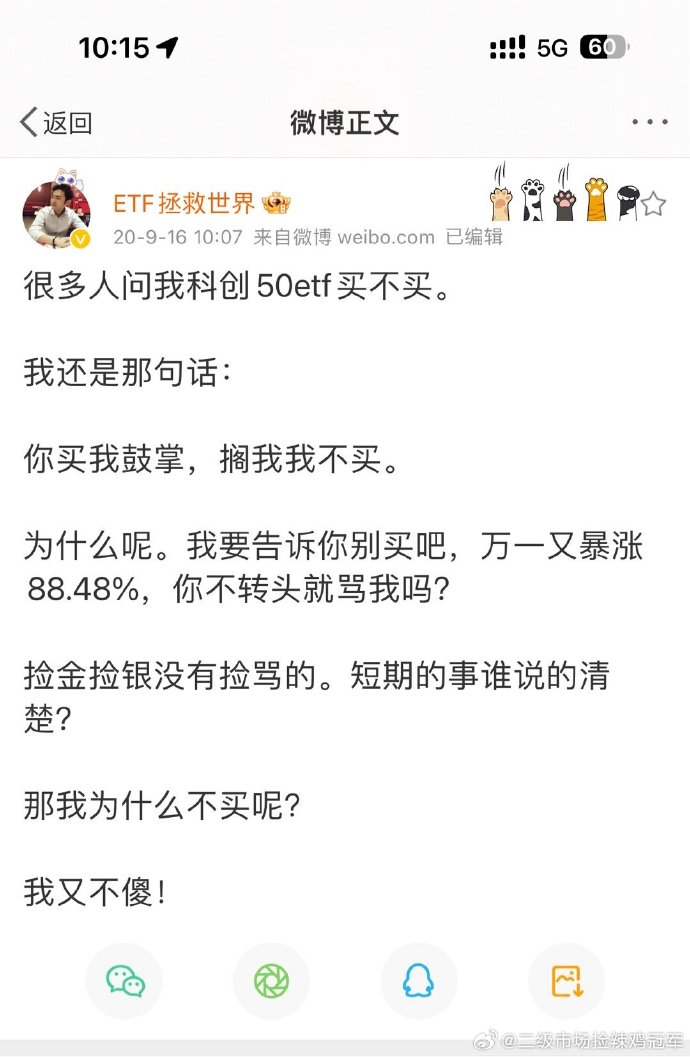 10:15
5G
60
返回
微博正文
ETF拯救世界
20-9-16 10:07 来自微博 weibo.com 已编辑
很多人问我科创50etf买不买。
我还是那句话：
你买我鼓掌，搁我我不买。
为什么呢。我要告诉你别买吧，万一又暴涨
88.48%，你不转头就骂我吗？
捡金捡银没有捡骂的。短期的事谁说的清
楚？
那我为什么不买呢？
我又不傻！
@二级市场捡辣鸡冠军